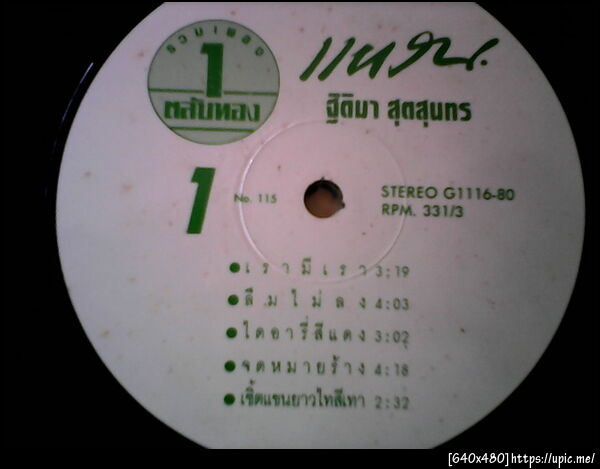 รวมเพลง
1
ตลับทอง
แหวน
ฐิติมา สุตสุนทร
1
No. 115
STEREO G1116-80
RPM. 331/3
เรามีเรา 3:19
ลืมไม่ลง 4:03
ไดอารี่สีแดง 3:02
จดหมายร้าง 4:18
เชิ้ตแขนยาวไทสีเทา 2:32
[640x480]https://upic.me/